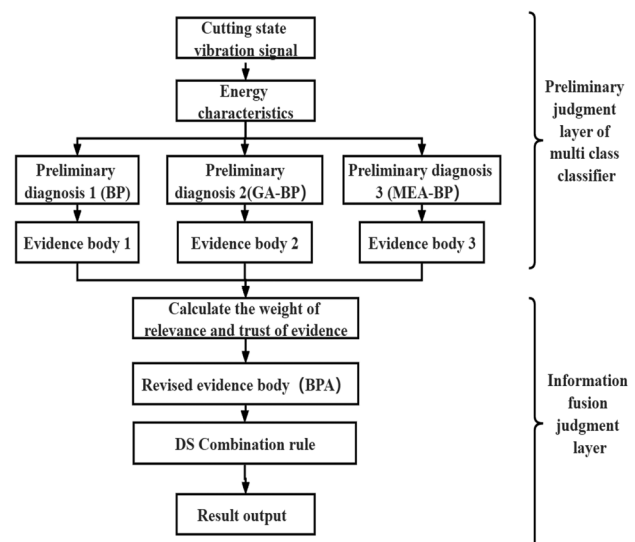 Cutting state
vibration signal
Energy
characteristics
Preliminary
diagnosis 1 (BP)
Preliminary
diagnosis 2(GA-BP)
Preliminary diagnosis
3 (MEA-BP)
Evidence body 1
Evidence body 2
Evidence body 3
Calculate the weight of
relevance and trust of evidence
Revised evidence body (BPA)
DS Combination rule
Result output
Preliminary
judgment
layer of
multi class
classifier
Information
fusion
judgment
layer